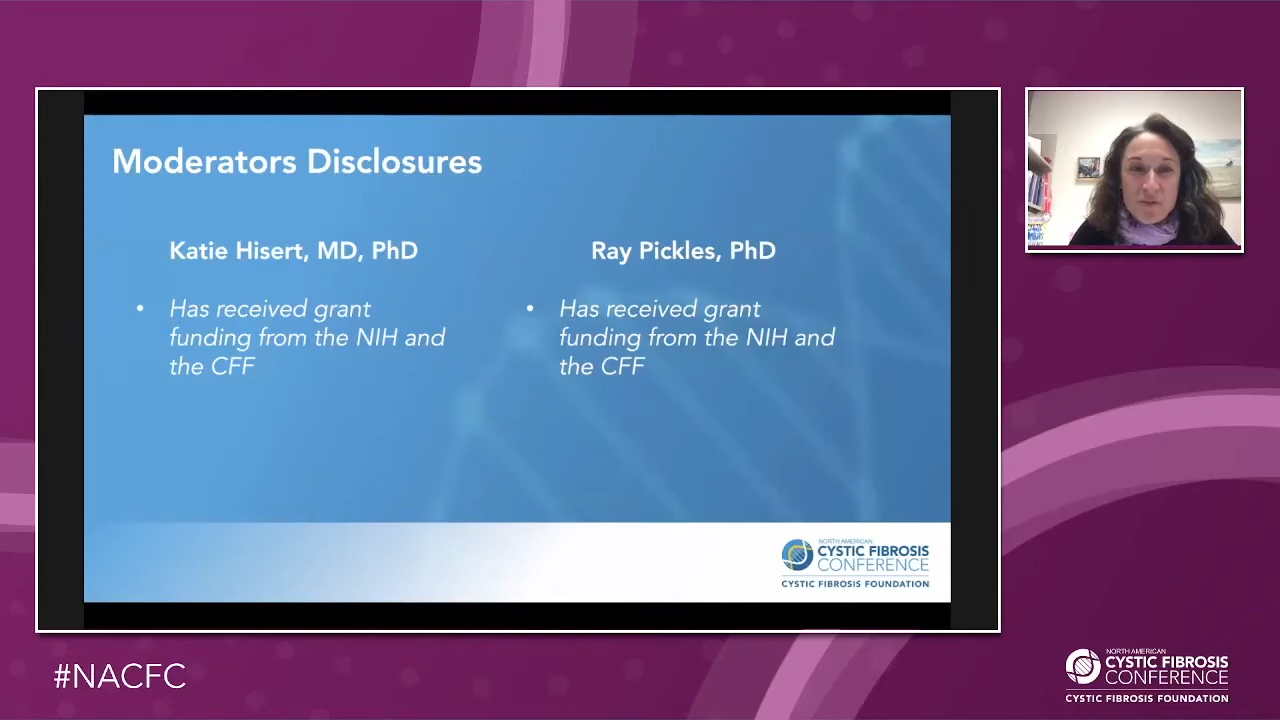 Moderators Disclosures
Katie Hisert, MD, PhD
• Has received grant
funding from the NIH and
the CFF
Ray Pickles, PhD
• Has received grant
funding from the NIH and
the CFF
NORTH AMERICAN
CYSTIC FIBROSIS
CONFERENCE
CYSTIC FIBROSIS FOUNDATION
#NACFC
NORTH AMERICAN
CYSTIC FIBROSIS
CONFERENCE
CYSTIC FIBROSIS FOUNDATION